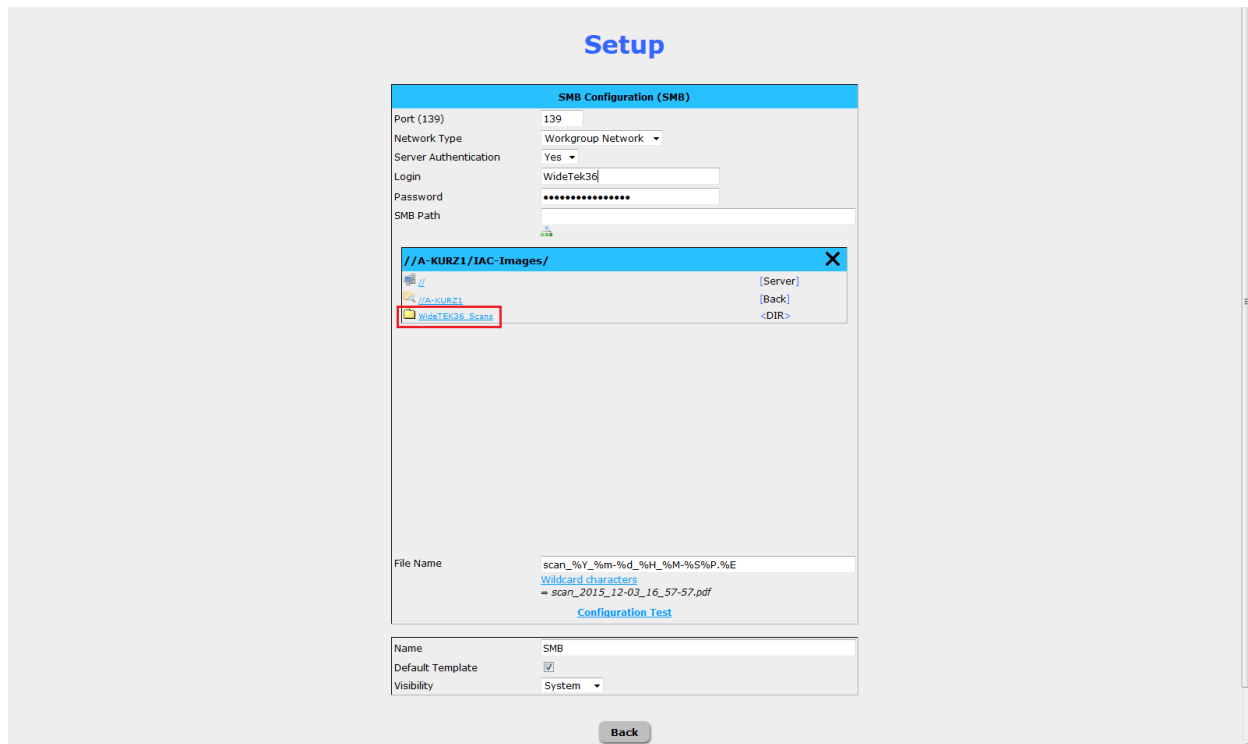 Setup
SMB Configuration (SMB)
Port (139) 139
Network Type Workgroup Network
Server Authentication Yes
Login WideTek36
Password ••••••••••••••••
SMB Path
//A-KURZ1/IAC-Images/ X
// [Server]
//A-KURZ1 [Back]
WideTEK36_Scans <DIR>
File Name scan_%Y_%m-%d_%H_%M-%S%P.%E
Wildcard characters
⇒ scan_2015_12-03_16_57-57.pdf
Configuration Test
Name SMB
Default Template
Visibility System
Back